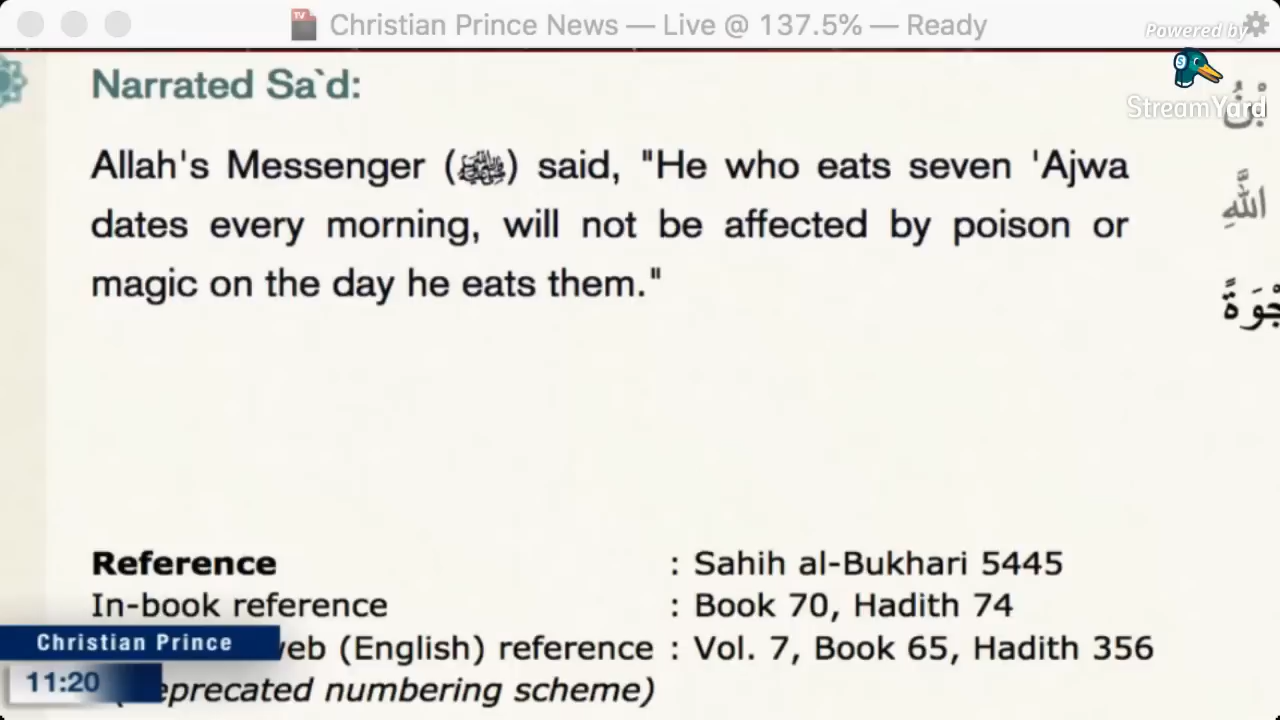 Christian Prince News — Live @ 137.5% — Ready
Powered by
StreamYard
Narrated Sa`d:
Allah's Messenger (ﷺ) said, "He who eats seven 'Ajwa
dates every morning, will not be affected by poison or
magic on the day he eats them."
بْنُ
اللَّهِ
Reference : Sahih al-Bukhari 5445
In-book reference : Book 70, Hadith 74
web (English) reference : Vol. 7, Book 65, Hadith 356
deprecated numbering scheme)
Christian Prince
11:20